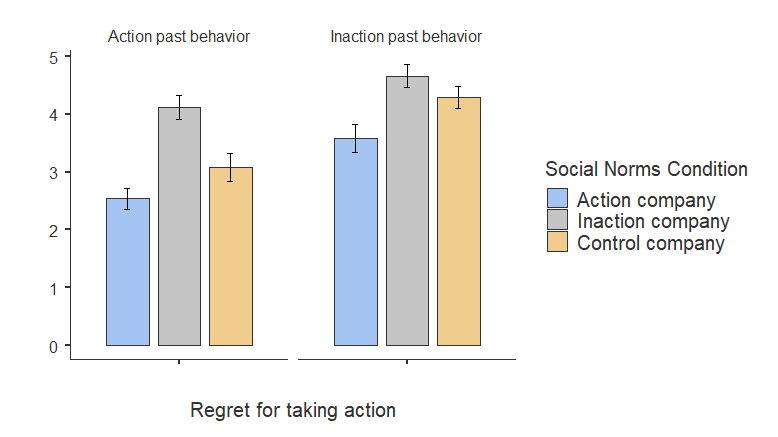 Action past behavior
Inaction past behavior
5
4
3
2
1
0
Social Norms Condition
Action company
Inaction company
Control company
Regret for taking action